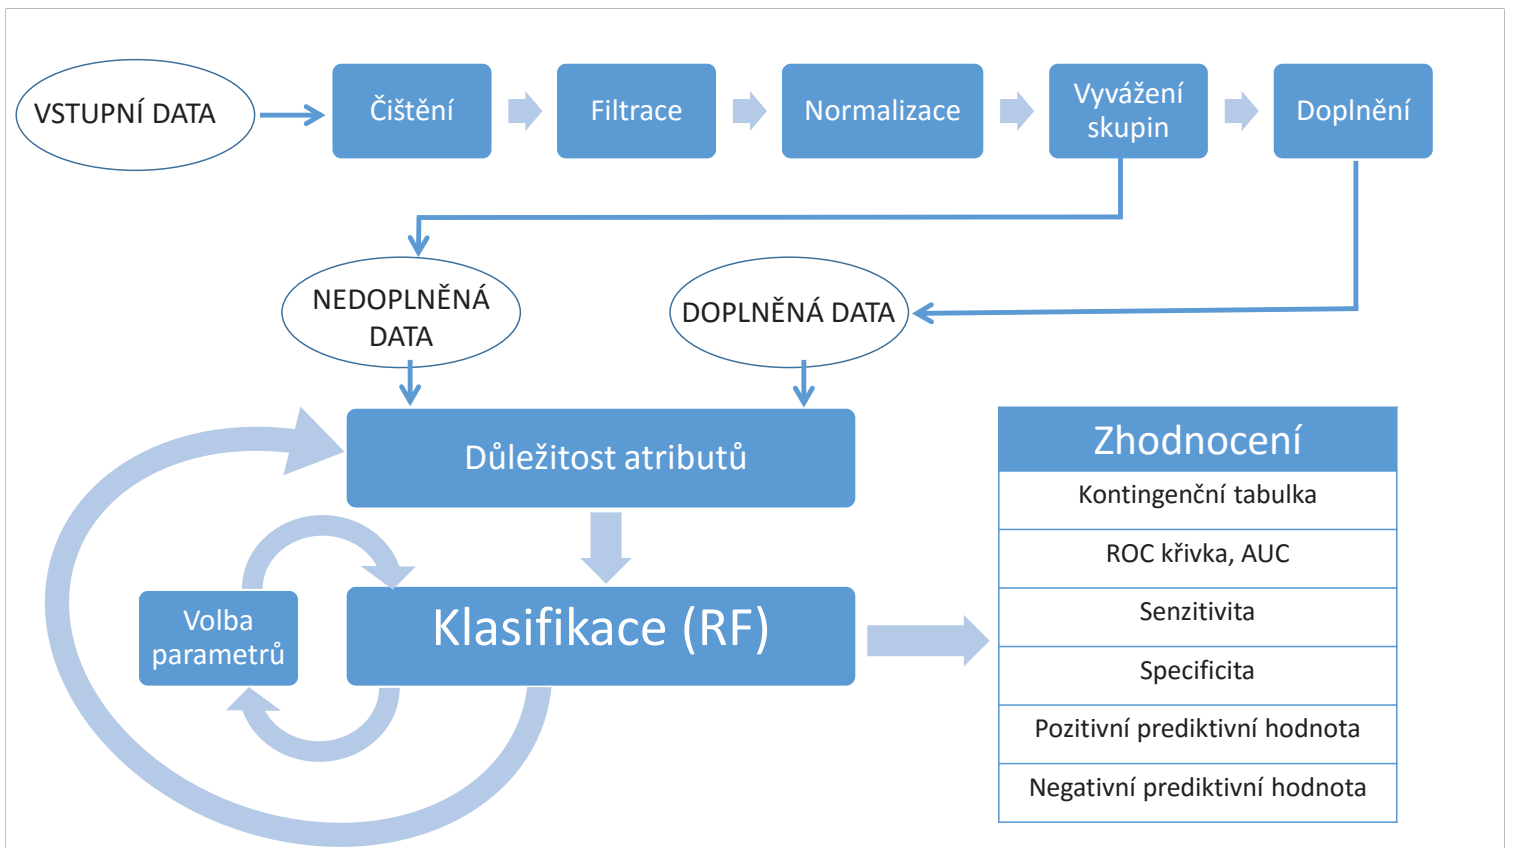 VSTUPNÍ DATA
Čištění
Filtrace
Normalizace
Vyvážení
skupin
Doplnění
NEDOPLNĚNÁ
DATA
DOPLNĚNÁ DATA
Důležitost atributů
Volba
parametrů
Klasifikace (RF)
Zhodnocení
Kontingenční tabulka
ROC křivka, AUC
Senzitivita
Specificita
Pozitivní prediktivní hodnota
Negativní prediktivní hodnota